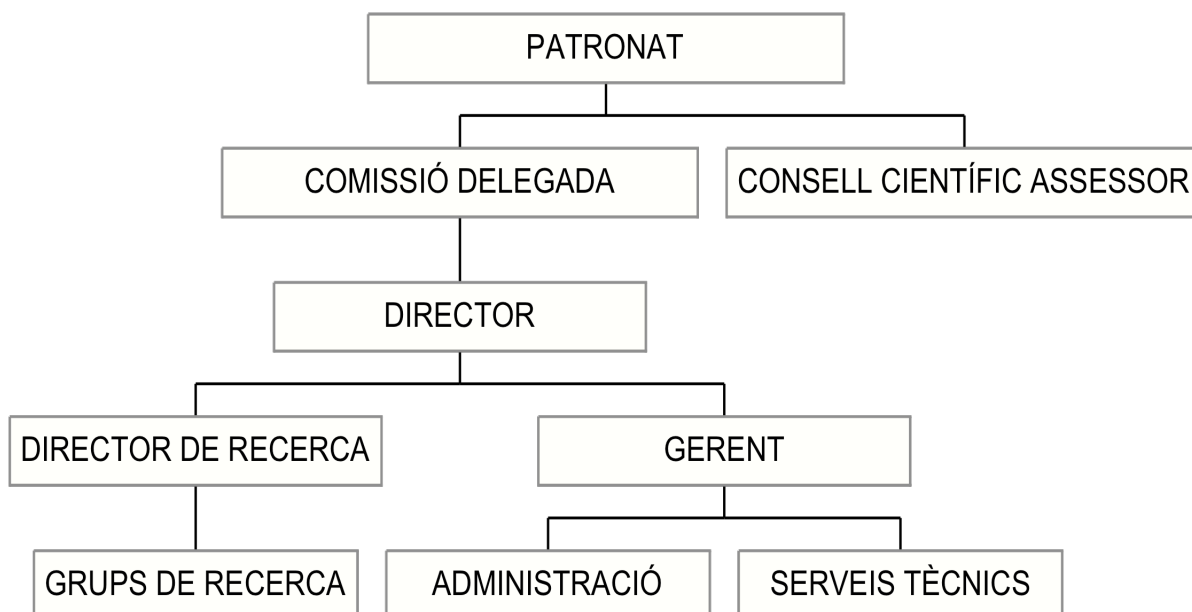 PATRONAT
COMISSIÓ DELEGADA
CONSELL CIENTÍFIC ASSESSOR
DIRECTOR
DIRECTOR DE RECERCA
GERENT
GRUPS DE RECERCA
ADMINISTRACIÓ
SERVEIS TÈCNICS